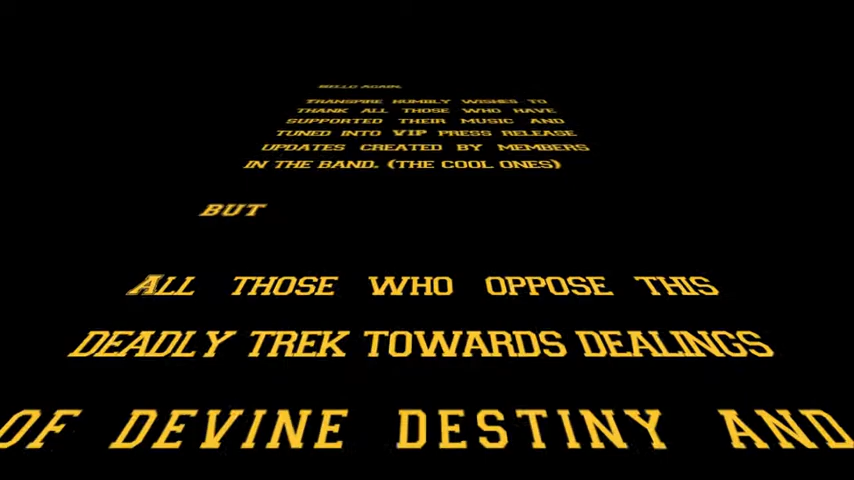 HELLO AGAIN.
TRANSPIRE HUMBLY WISHES TO
THANK ALL THOSE WHO HAVE
SUPPORTED THEIR MUSIC AND
TUNED INTO VIP PRESS RELEASE
UPDATES CREATED BY MEMBERS
IN THE BAND. (THE COOL ONES)
BUT
ALL THOSE WHO OPPOSE THIS
DEADLY TREK TOWARDS DEALINGS
OF DEVINE DESTINY AND